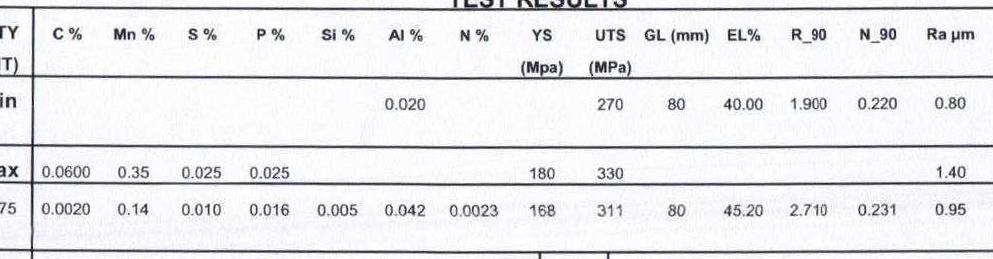 TEST RESULTS
TY C % Mn % S % P % Si % Al % N % YS UTS GL (mm) EL% R_90 N_90 Ra µm
T) (Mpa) (MPa)
in 0.020 270 80 40.00 1.900 0.220 0.80
ax 0.0600 0.35 0.025 0.025 180 330 1.40
75 0.0020 0.14 0.010 0.016 0.005 0.042 0.0023 168 311 80 45.20 2.710 0.231 0.95